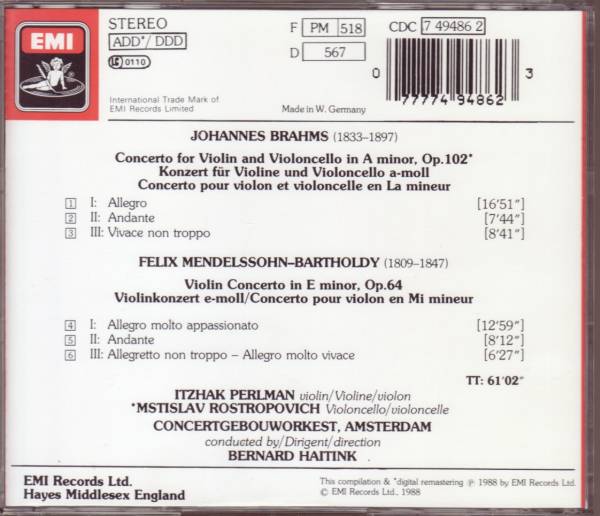 EMI
STEREO
ADD*/DDD
LC 0110
International Trade Mark of
EMI Records Limited
F PM 518
D 567
CDC 7 49486 2
0 77774 94862 3
Made in W. Germany
JOHANNES BRAHMS (1833–1897)
Concerto for Violin and Violoncello in A minor, Op.102*
Konzert für Violine und Violoncello a-moll
Concerto pour violon et violoncelle en La mineur
1 I: Allegro [16'51"]
2 II: Andante [7'44"]
3 III: Vivace non troppo [8'41"]
FELIX MENDELSSOHN–BARTHOLDY (1809–1847)
Violin Concerto in E minor, Op.64
Violinkonzert e-moll/Concerto pour violon en Mi mineur
4 I: Allegro molto appassionato [12'59"]
5 II: Andante [8'12"]
6 III: Allegretto non troppo – Allegro molto vivace [6'27"]
TT: 61'02"
ITZHAK PERLMAN violin/Violine/violon
*MSTISLAV ROSTROPOVICH Violoncello/violoncelle
CONCERTGEBOUWORKEST, AMSTERDAM
conducted by/Dirigent/direction
BERNARD HAITINK
EMI Records Ltd.
Hayes Middlesex England
This compilation & *digital remastering ℗ 1988 by EMI Records Ltd.
© EMI Records Ltd., 1988